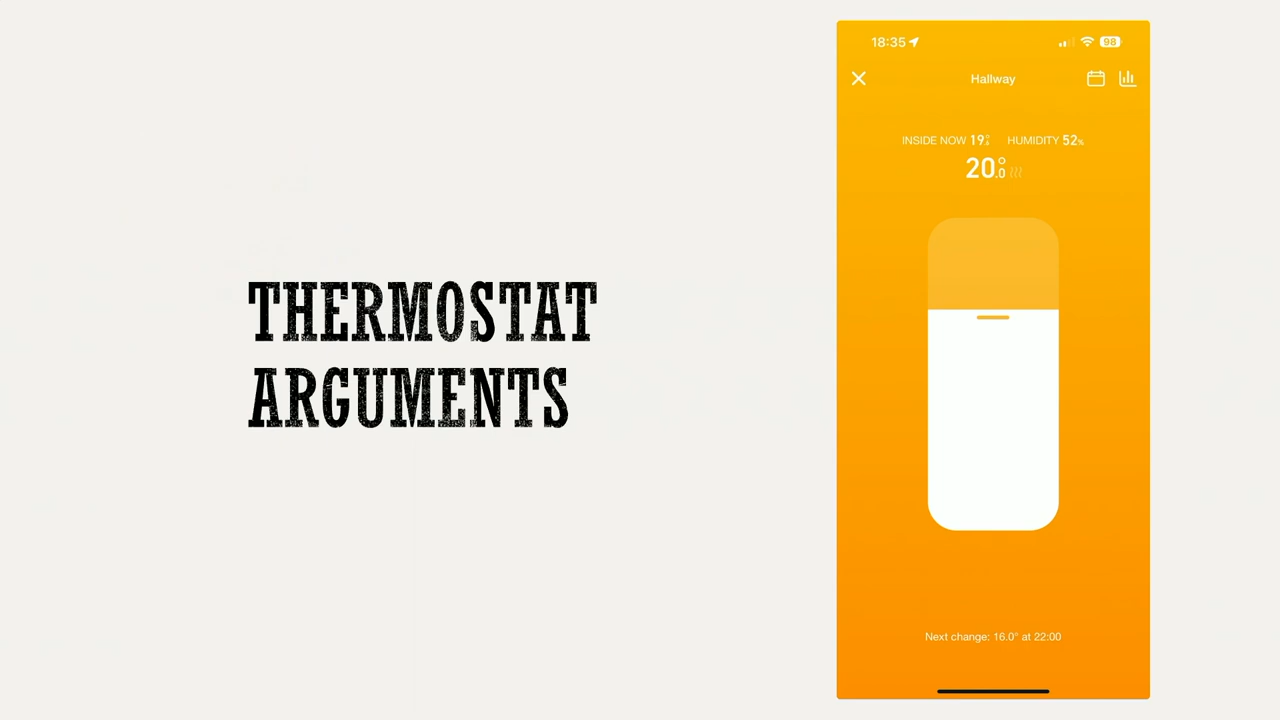 THERMOSTAT
ARGUMENTS
18:35
98
Hallway
INSIDE NOW 19° HUMIDITY 52%
20.0°
Next change: 16.0° at 22:00